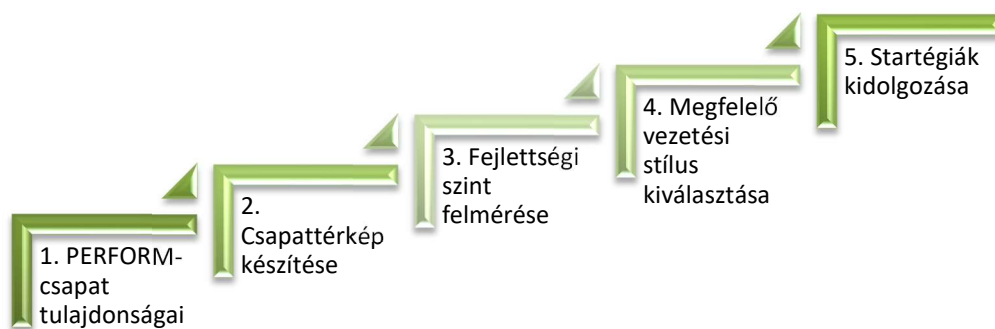 1. PERFORM-
csapat
tulajdonságai
2.
Csapattérkép
készítése
3. Fejlettségi
szint
felmérése
4. Megfelelő
vezetési
stílus
kiválasztása
5. Startégiák
kidolgozása